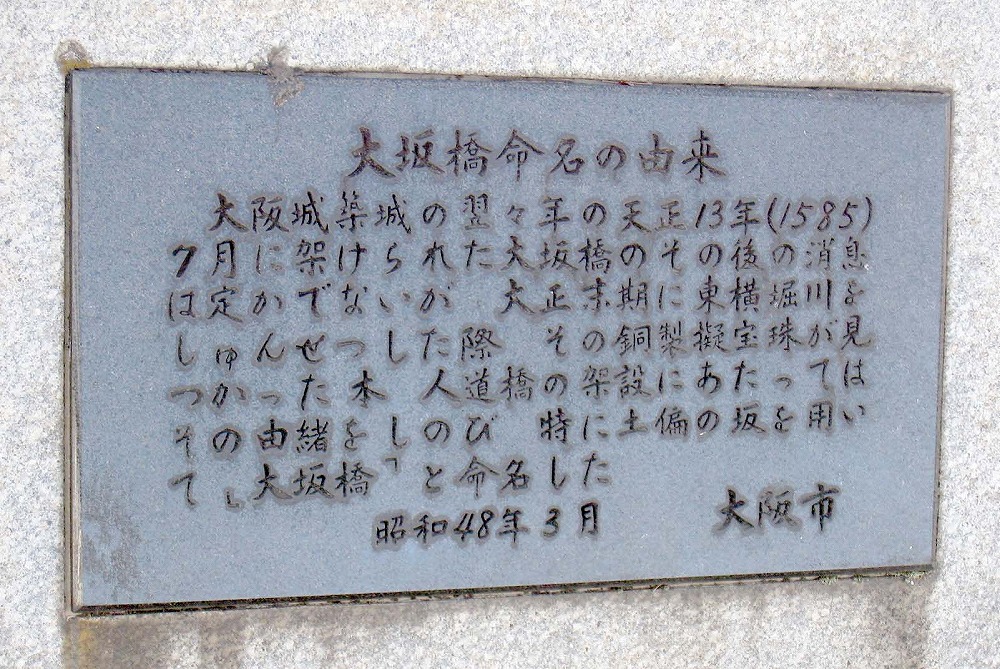 大坂橋命名の由来
大阪城築城の翌々年の天正13年(1585)
7月に架けられた大坂橋のその後の消息
は定かでないが 大正末期に東横堀川を
しゅんせつした際 その銅製擬宝珠が見
つかった 本人道橋の架設にあたっては
その由緒をしのび 特に土偏の坂を用い
て「大坂橋」と命名した
昭和48年3月 大阪市